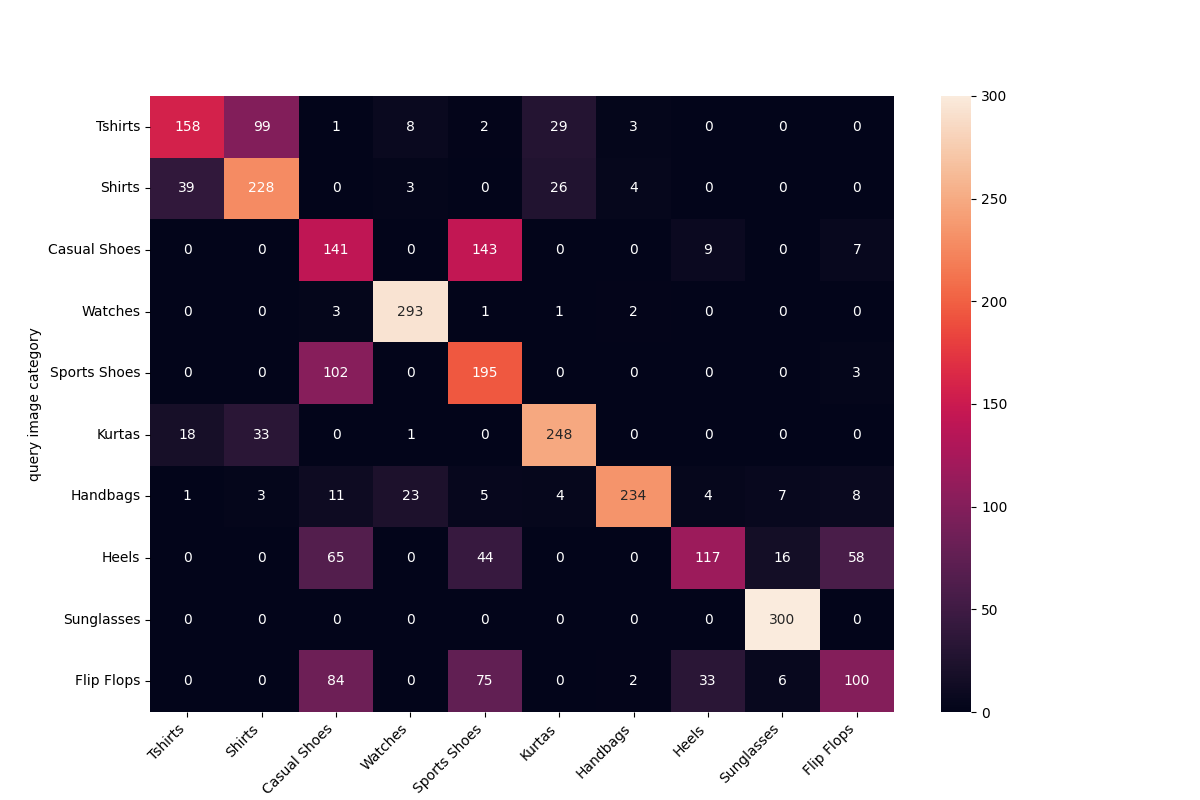 300
Tshirts 158 99 1 8 2 29 3 0 0 0
Shirts 39 228 0 3 0 26 4 0 0 0
250
Casual Shoes 0 0 141 0 143 0 0 9 0 7
200
Watches 0 0 3 293 1 1 2 0 0 0
query image category
Sports Shoes 0 0 102 0 195 0 0 0 0 3
150
Kurtas 18 33 0 1 0 248 0 0 0 0
Handbags 1 3 11 23 5 4 234 4 7 8
100
Heels 0 0 65 0 44 0 0 117 16 58
50
Sunglasses 0 0 0 0 0 0 0 0 300 0
Flip Flops 0 0 84 0 75 0 2 33 6 100
0
Tshirts Shirts Casual Shoes Watches Sports Shoes Kurtas Handbags Heels Sunglasses Flip Flops